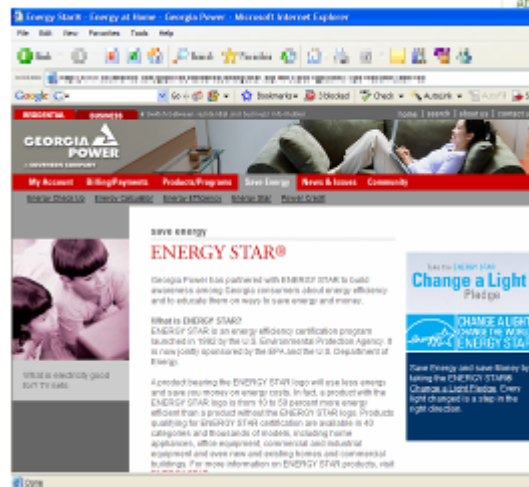 Energy Star® - Energy at Home - Georgia Power - Microsoft Internet Explorer
File Edit View Favorites Tools Help
Back Search Favorites
Google G Go Bookmarks blocked Check AutoLink AutoFill
RESIDENTIAL BUSINESS home | search | about us | contact
GEORGIA POWER
A SOUTHERN COMPANY
My Account Billing/Payments Products/Programs Save Energy News & Issues Community
Energy Check Up Energy Calculator Energy Efficiency Energy Star Power Credit
save energy
ENERGY STAR®
Georgia Power has partnered with ENERGY STAR to build
awareness among Georgia consumers about energy efficiency
and to educate them on ways to save energy and money.
What is ENERGY STAR?
ENERGY STAR is an energy efficiency certification program
launched in 1992 by the U.S. Environmental Protection Agency. It
is now jointly sponsored by the EPA and the U.S. Department of
Energy.
A product bearing the ENERGY STAR logo will use less energy
and save you money on energy costs. In fact, a product with the
ENERGY STAR logo is from 10 to 50 percent more energy
efficient than a product without the ENERGY STAR logo. Products
qualifying for ENERGY STAR certification are available in 40
categories and thousands of models, including home
appliances, office equipment, commercial and industrial
equipment and even new and existing homes and commercial
buildings. For more information on ENERGY STAR products, visit
What is electricity good
for? TV sets.
Take the ENERGY STAR
Change a Light
Pledge
CHANGE A LIGHT
CHANGE THE WORLD
ENERGY STAR
Save Energy and save Money by
taking the ENERGY STAR®
Change a Light Pledge. Every
light changed is a step in the
right direction.
Done